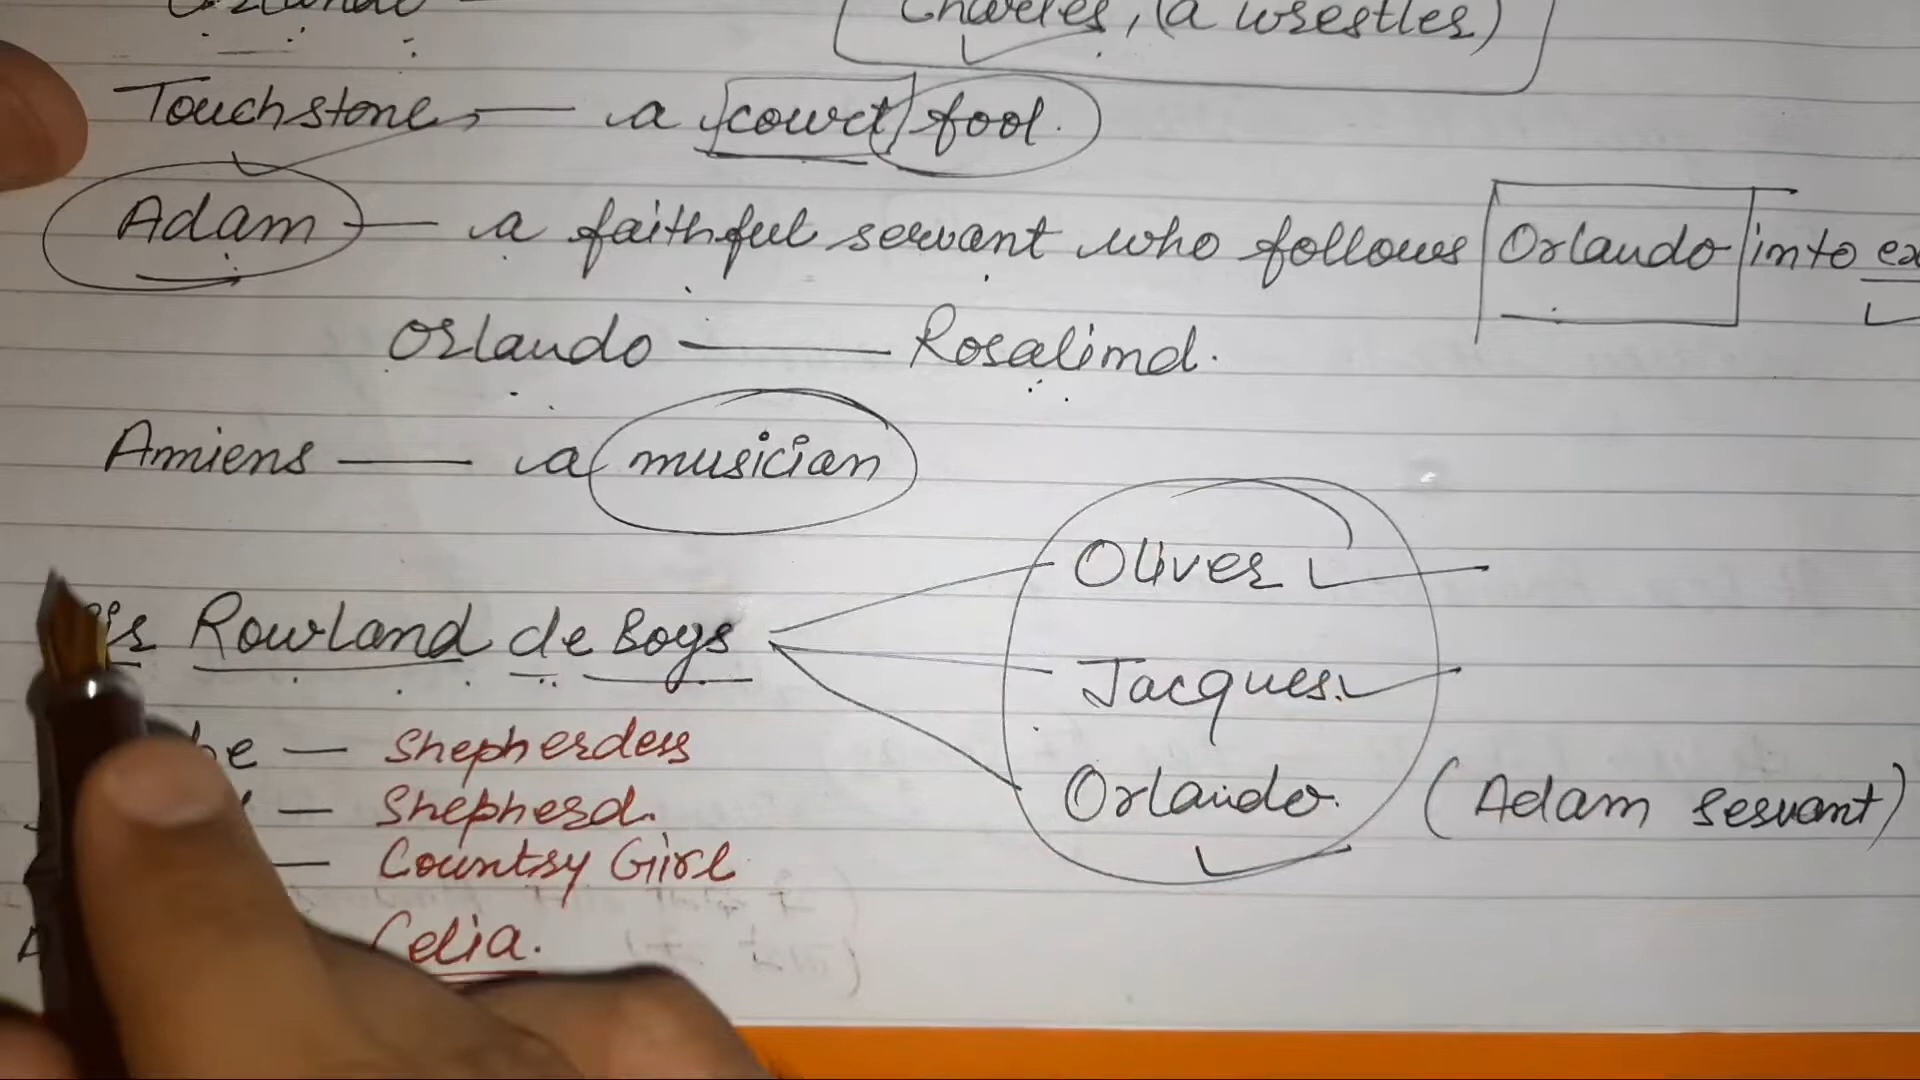 Orlando
Charles, (a wrestler)
Touchstone, — a court fool.
Adam — a faithful servant who follows Orlando into
Orlando — Rosalind.
Amiens — a musician
Rowland de Boys
Oliver
Jacques.
Orlando. (Adam servant)
— Shepherdess
— Shepherd.
— Country Girl
Celia.